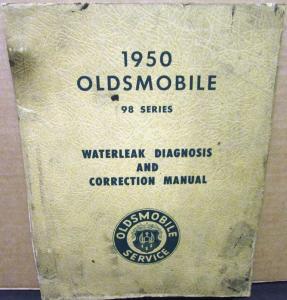 1950
OLDSMOBILE
98 SERIES
WATERLEAK DIAGNOSIS
AND
CORRECTION MANUAL
OLDSMOBILE
SERVICE